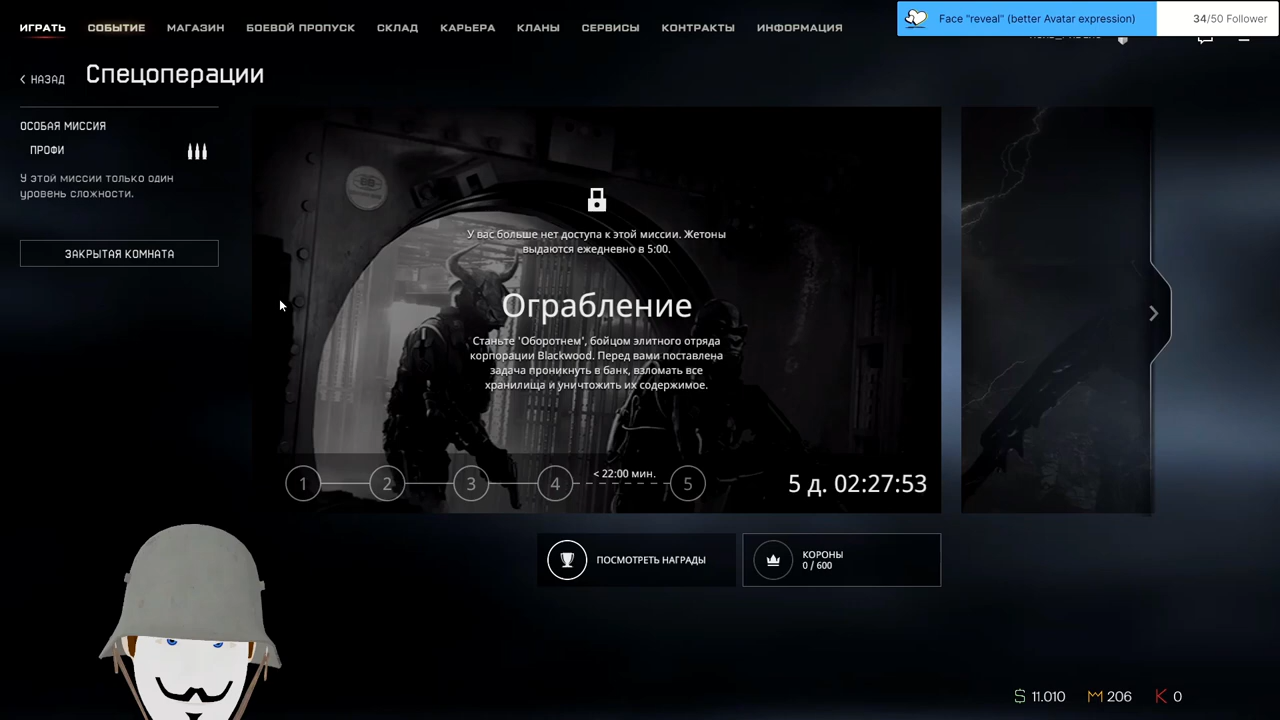 ИГРАТЬ СОБЫТИЕ МАГАЗИН БОЕВОЙ ПРОПУСК СКЛАД КАРЬЕРА КЛАНЫ СЕРВИСЫ КОНТРАКТЫ ИНФОРМАЦИЯ
Face "reveal" (better Avatar expression) 34/50 Follower
НАЗАД Спецоперации
ОСОБАЯ МИССИЯ
ПРОФИ
У этой миссии только один
уровень сложности.
ЗАКРЫТАЯ КОМНАТА
У вас больше нет доступа к этой миссии. Жетоны
выдаются ежедневно в 5:00.
Ограбление
Станьте 'Оборотнем', бойцом элитного отряда
корпорации Blackwood. Перед вами поставлена
задача проникнуть в банк, взломать все
хранилища и уничтожить их содержимое.
1 2 3 4 < 22:00 мин. 5 5 д. 02:27:53
ПОСМОТРЕТЬ НАГРАДЫ
КОРОНЫ
0 / 600
11.010 206 0